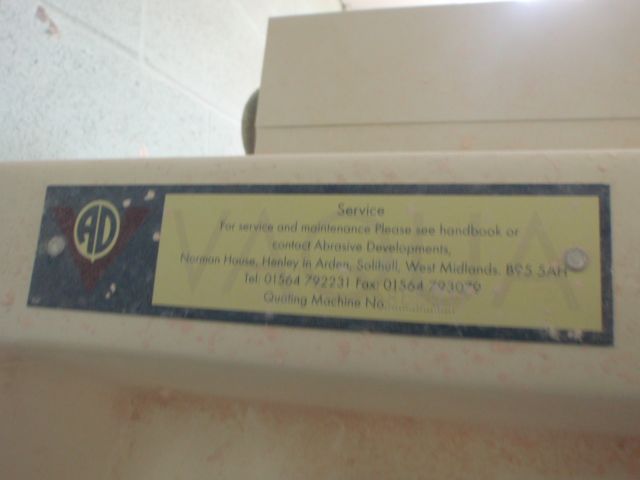 AD
VAQUA
Service
For service and maintenance Please see handbook or
contact Abrasive Developments,
Norman House, Henley in Arden, Solihull, West Midlands. B95 5AH
Tel: 01564 792231 Fax: 01564
Quoting Machine No....................